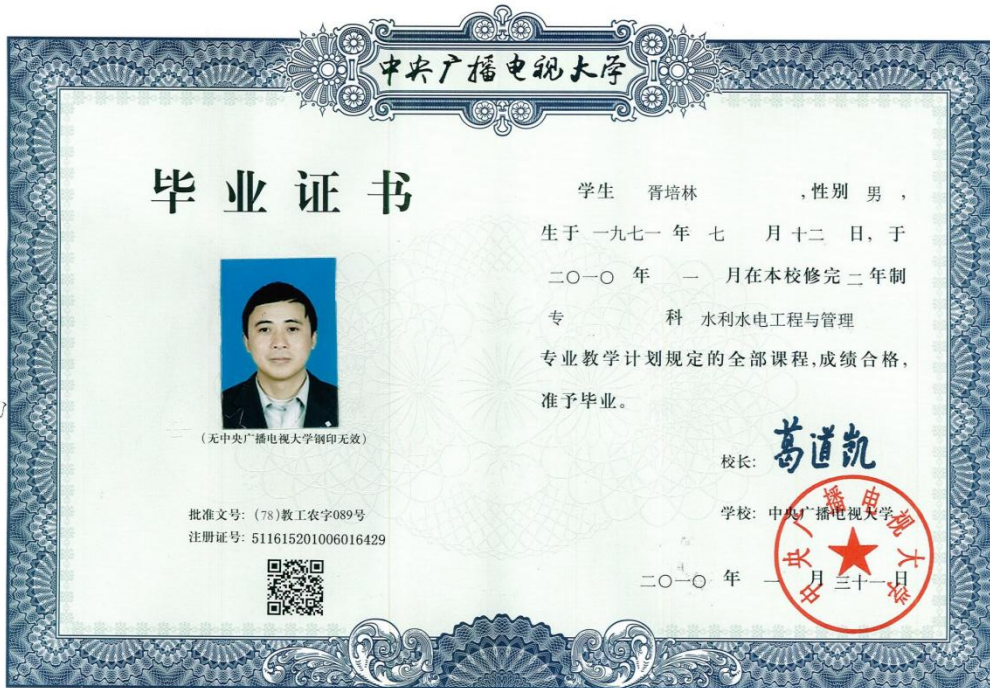 中央广播电视大学
毕业证书
(无中央广播电视大学钢印无效)
批准文号: (78)教工农字089号
注册证号: 511615201006016429
学生 胥培林 ,性别 男 ,
生于 一九七一 年 七 月 十二 日, 于
二〇一〇 年 一 月在本校修完 二 年制
专 科 水利水电工程与管理
专业教学计划规定的全部课程,成绩合格,
准予毕业。
校长: 葛道凯
学校: 中央广播电视大学
中央广播电视大学
二〇一〇 年 一 月 三十一 日